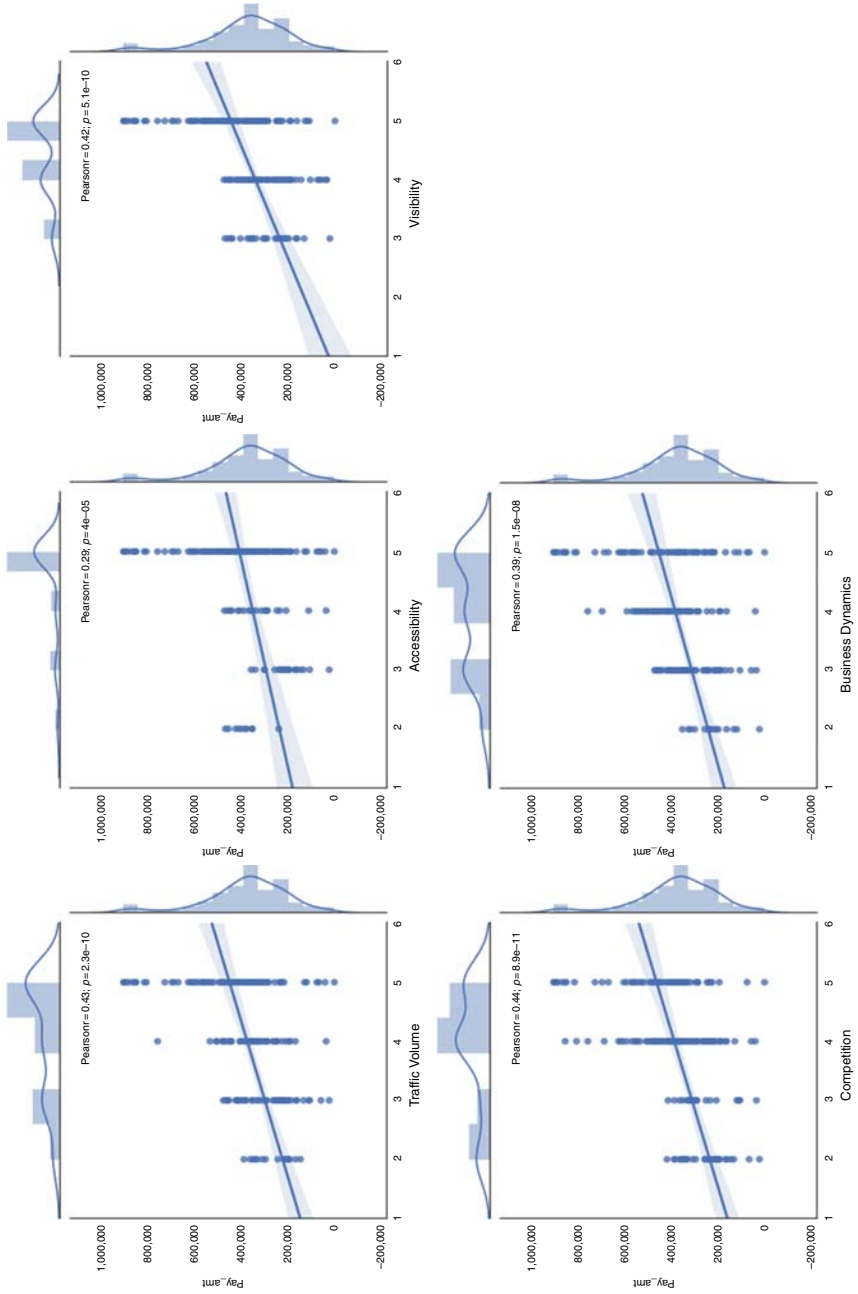 Pearsonr = 0.42; p = 5.1e–10
1,000,000
800,000
600,000
400,000
200,000
0
–200,000
Pay_amt
1 2 3 4 5 6
Visibility
Pearsonr = 0.29; p = 4e–05
1,000,000
800,000
600,000
400,000
200,000
0
–200,000
Pay_amt
1 2 3 4 5 6
Accessibility
Pearsonr = 0.39; p = 1.5e–08
1,000,000
800,000
600,000
400,000
200,000
0
–200,000
Pay_amt
1 2 3 4 5 6
Business Dynamics
Pearsonr = 0.43; p = 2.3e–10
1,000,000
800,000
600,000
400,000
200,000
0
–200,000
Pay_amt
1 2 3 4 5 6
Traffic Volume
Pearsonr = 0.44; p = 8.9e–11
1,000,000
800,000
600,000
400,000
200,000
0
–200,000
Pay_amt
1 2 3 4 5 6
Competition